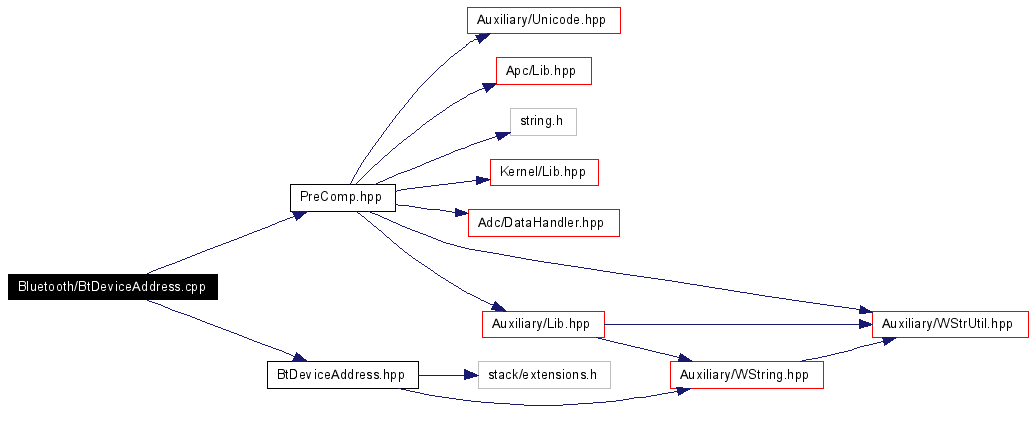 Auxiliary/Unicode.hpp
Apc/Lib.hpp
string.h
Kernel/Lib.hpp
PreComp.hpp
Adc/DataHandler.hpp
Bluetooth/BtDeviceAddress.cpp
Auxiliary/Lib.hpp
Auxiliary/WStrUtil.hpp
BtDeviceAddress.hpp
stack/extensions.h
Auxiliary/WString.hpp